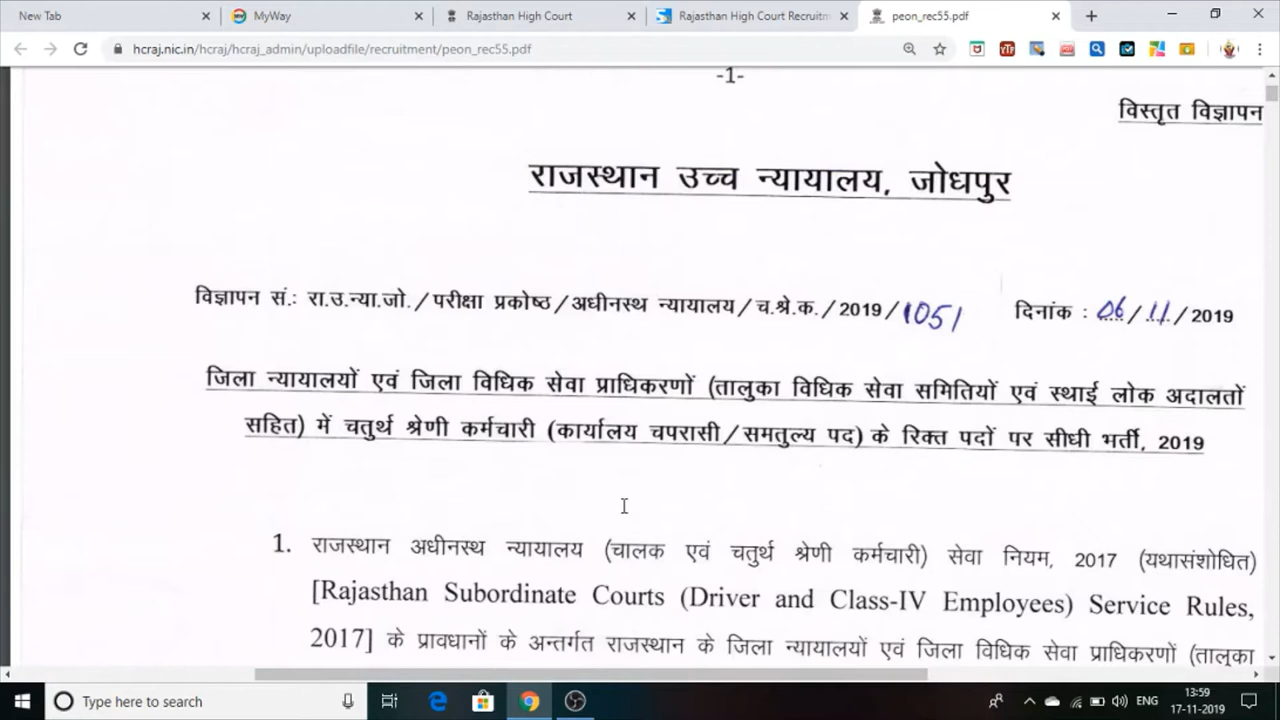 New Tab
MyWay
Rajasthan High Court
Rajasthan High Court Recruitm
peon_rec55.pdf
hcraj.nic.in/hcraj/hcraj_admin/uploadfile/recruitment/peon_rec55.pdf
-1-
विस्तृत विज्ञापन
राजस्थान उच्च न्यायालय, जोधपुर
विज्ञापन सं.: रा.उ.न्या.जो./परीक्षा प्रकोष्ठ/अधीनस्थ न्यायालय/च.श्रे.क./2019/1051 दिनांक : 06/11/2019
जिला न्यायालयों एवं जिला विधिक सेवा प्राधिकरणों (तालुका विधिक सेवा समितियों एवं स्थाई लोक अदालतों
सहित) में चतुर्थ श्रेणी कर्मचारी (कार्यालय चपरासी/समतुल्य पद) के रिक्त पदों पर सीधी भर्ती, 2019
1. राजस्थान अधीनस्थ न्यायालय (चालक एवं चतुर्थ श्रेणी कर्मचारी) सेवा नियम, 2017 (यथासंशोधित)
[Rajasthan Subordinate Courts (Driver and Class-IV Employees) Service Rules,
2017] के प्रावधानों के अन्तर्गत राजस्थान के जिला न्यायालयों एवं जिला विधिक सेवा प्राधिकरणों (तालुका
Type here to search
ENG
13:59
17-11-2019